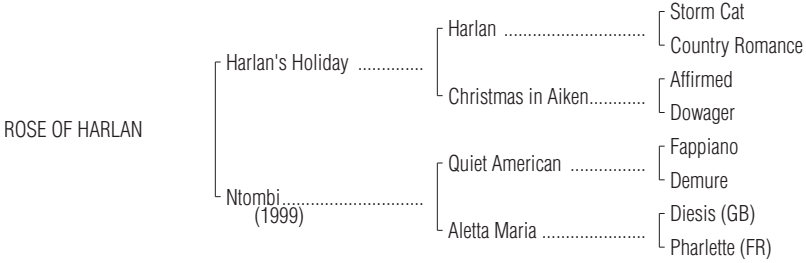 Storm Cat
Harlan ..............................
Country Romance
Harlan's Holiday ..............
Affirmed
Christmas in Aiken............
Dowager
ROSE OF HARLAN
Fappiano
Quiet American ................
Demure
Ntombi..............................
(1999)
Diesis (GB)
Aletta Maria ......................
Pharlette (FR)